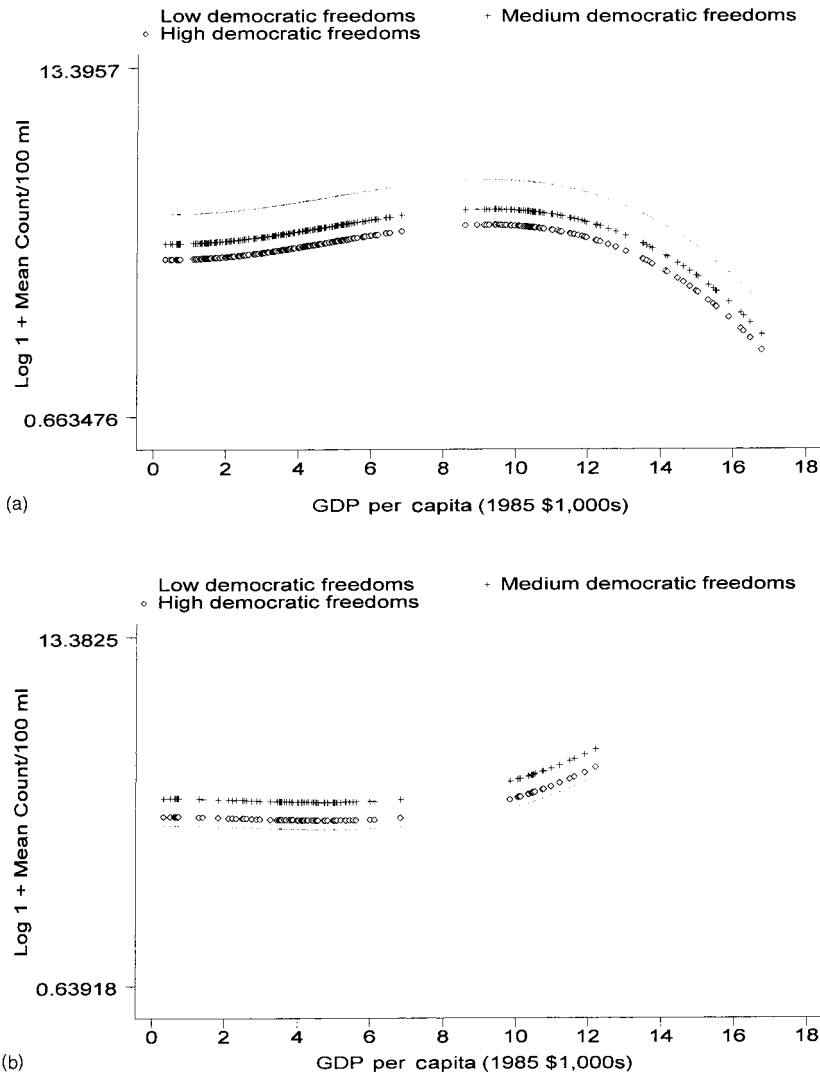 Low democratic freedoms + Medium democratic freedoms
◇ High democratic freedoms
13.3957
Log 1 + Mean Count/100 ml
0.663476
0 2 4 6 8 10 12 14 16 18
(a) GDP per capita (1985 $1,000s)
Low democratic freedoms + Medium democratic freedoms
◇ High democratic freedoms
13.3825
Log 1 + Mean Count/100 ml
0.63918
0 2 4 6 8 10 12 14 16 18
(b) GDP per capita (1985 $1,000s)